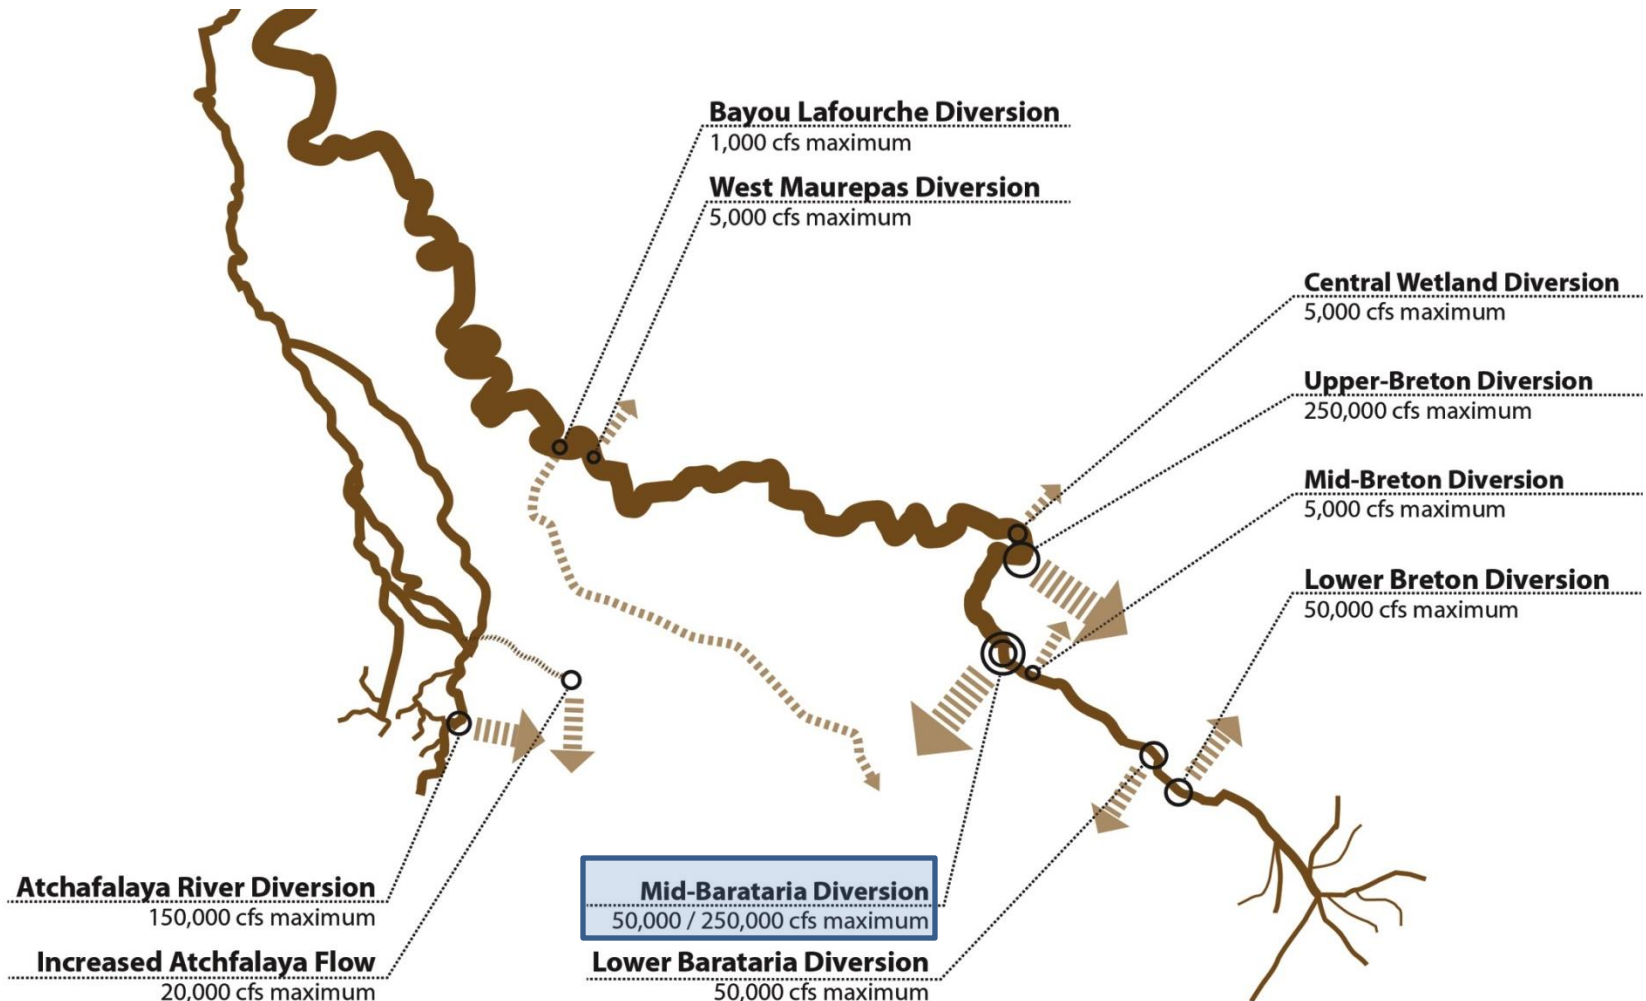 Bayou Lafourche Diversion
1,000 cfs maximum
West Maurepas Diversion
5,000 cfs maximum
Central Wetland Diversion
5,000 cfs maximum
Upper-Breton Diversion
250,000 cfs maximum
Mid-Breton Diversion
5,000 cfs maximum
Lower Breton Diversion
50,000 cfs maximum
Atchafalaya River Diversion
150,000 cfs maximum
Increased Atchfalaya Flow
20,000 cfs maximum
Mid-Barataria Diversion
50,000 / 250,000 cfs maximum
Lower Barataria Diversion
50,000 cfs maximum